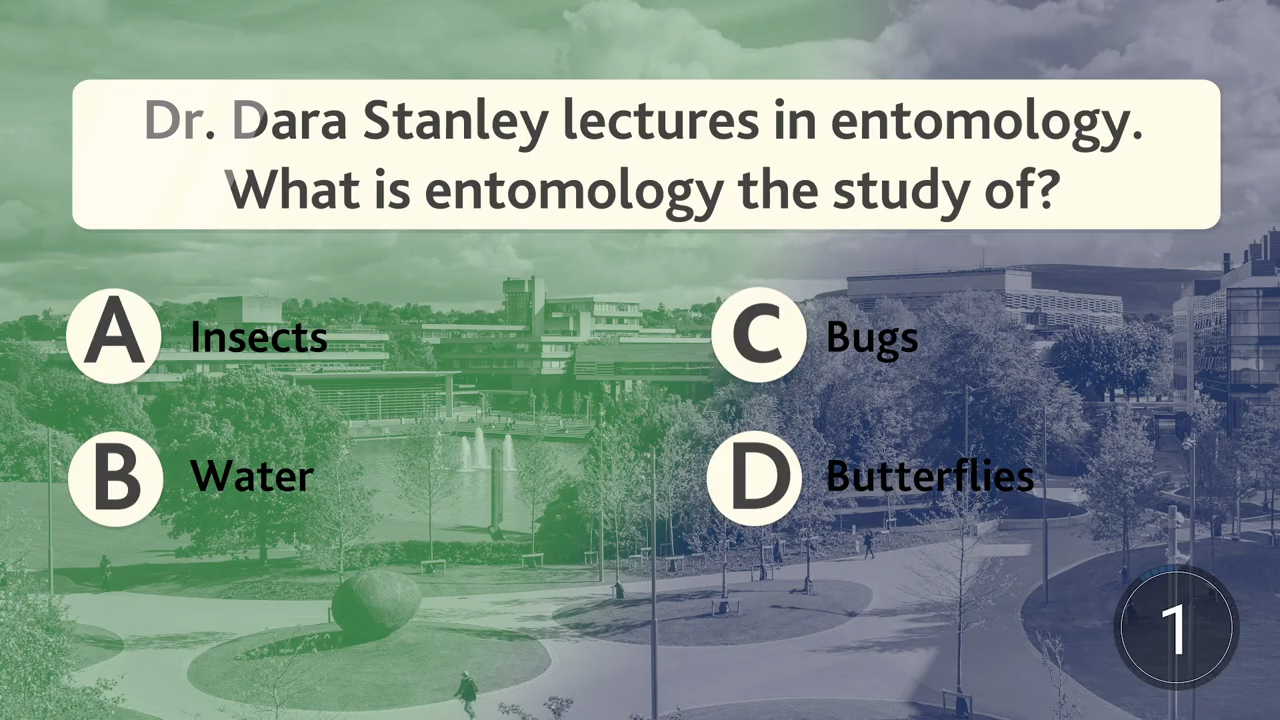 Dr. Dara Stanley lectures in entomology.
What is entomology the study of?
A Insects
B Water
C Bugs
D Butterflies
1